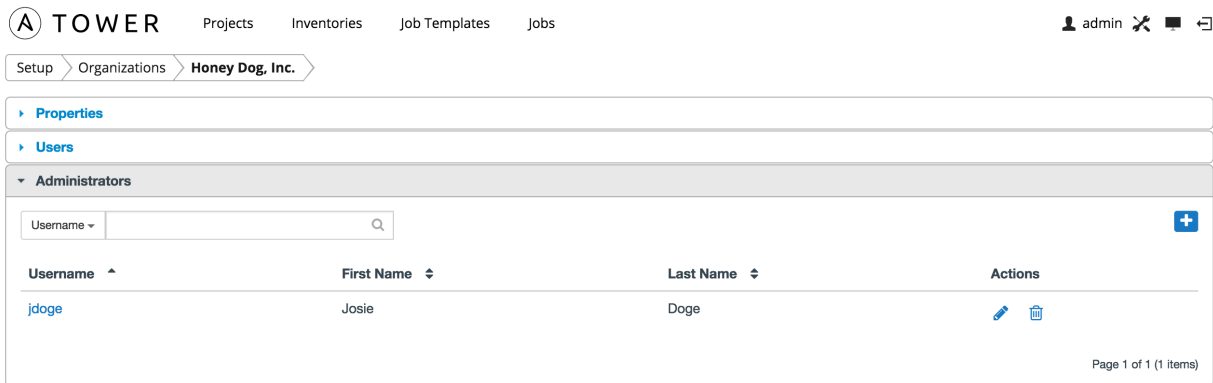 A TOWER Projects Inventories Job Templates Jobs admin
Setup Organizations Honey Dog, Inc.
Properties
Users
Administrators
Username
Username First Name Last Name Actions
jdoge Josie Doge
Page 1 of 1 (1 items)